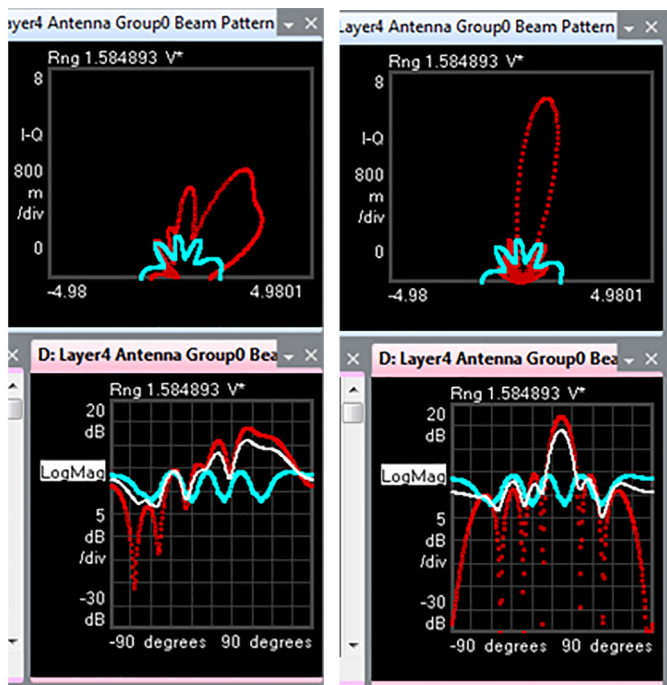 ayer4 Antenna Group0 Beam Pattern
Rng 1.584893 V*
8
I-Q
800
m
/div
0
-4.98 4.9801
Layer4 Antenna Group0 Beam Pattern
Rng 1.584893 V*
8
I-Q
800
m
/div
0
-4.98 4.9801
D: Layer4 Antenna Group0 Bea
Rng 1.584893 V*
20
dB
LogMag
5
dB
/div
-30
dB
-90 degrees 90 degrees
D: Layer4 Antenna Group0 Bea
Rng 1.584893 V*
20
dB
LogMag
5
dB
/div
-30
dB
-90 degrees 90 degrees